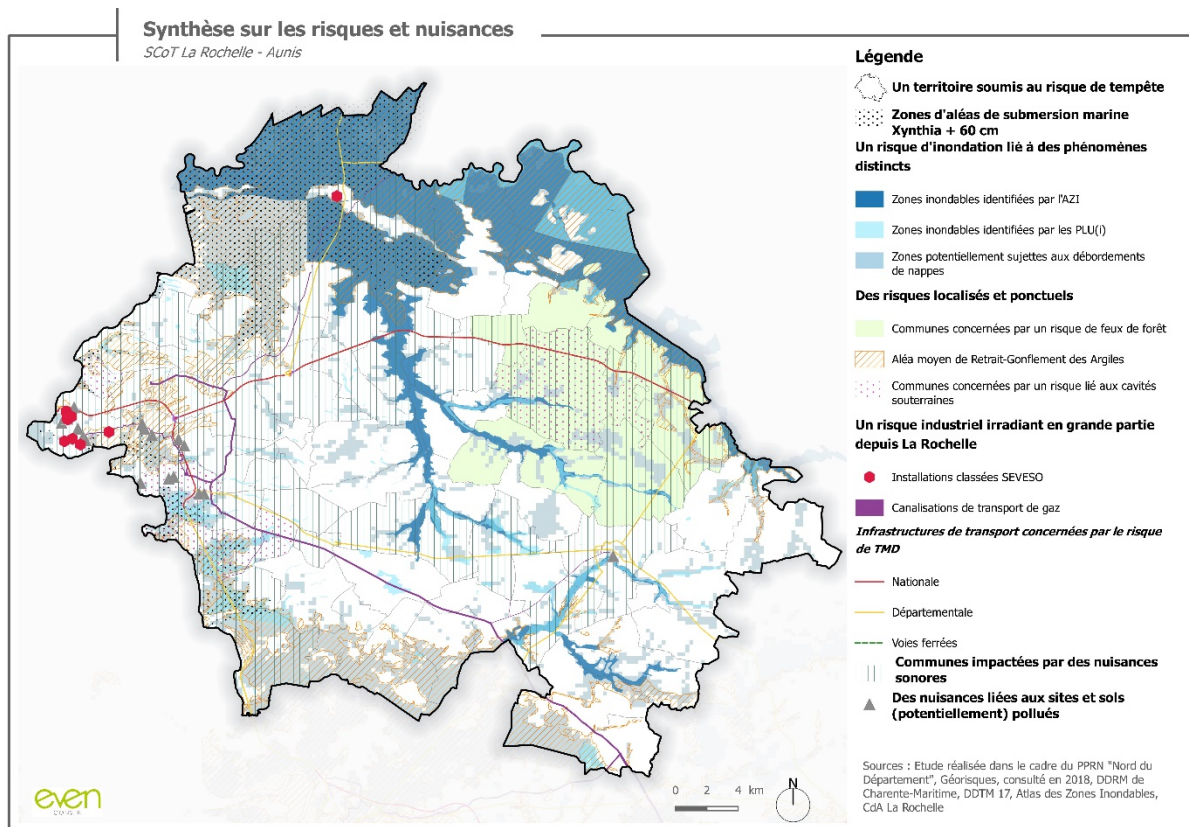 Synthèse sur les risques et nuisances
SCoT La Rochelle - Aunis
Légende
Un territoire soumis au risque de tempête
Zones d'aléas de submersion marine
Xynthia + 60 cm
Un risque d'inondation lié à des phénomènes
distincts
Zones inondables identifiées par l'AZI
Zones inondables identifiées par les PLU(i)
Zones potentiellement sujettes aux débordements
de nappes
Des risques localisés et ponctuels
Communes concernées par un risque de feux de forêt
Aléa moyen de Retrait-Gonflement des Argiles
Communes concernées par un risque lié aux cavités
souterraines
Un risque industriel irradiant en grande partie
depuis La Rochelle
Installations classées SEVESO
Canalisations de transport de gaz
Infrastructures de transport concernées par le risque
de TMD
Nationale
Départementale
Voies ferrées
Communes impactées par des nuisances
sonores
Des nuisances liées aux sites et sols
(potentiellement) pollués
Sources : Etude réalisée dans le cadre du PPRN "Nord du
Département", Géorisques, consulté en 2018, DDRM de
Charente-Maritime, DDTM 17, Atlas des Zones Inondables,
CdA La Rochelle
even
0 2 4 km
N